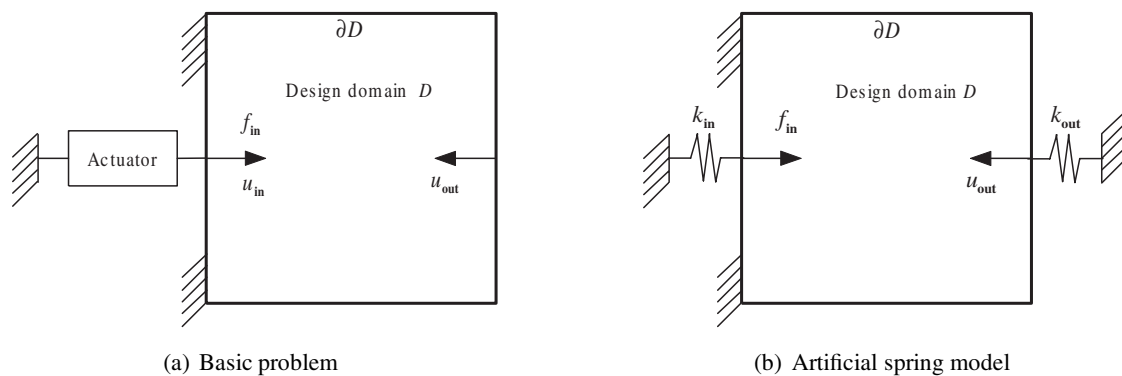 ∂D
Design domain D
f_in
Actuator
u_in
u_out
(a) Basic problem
∂D
Design domain D
k_in
f_in
k_out
u_out
(b) Artificial spring model